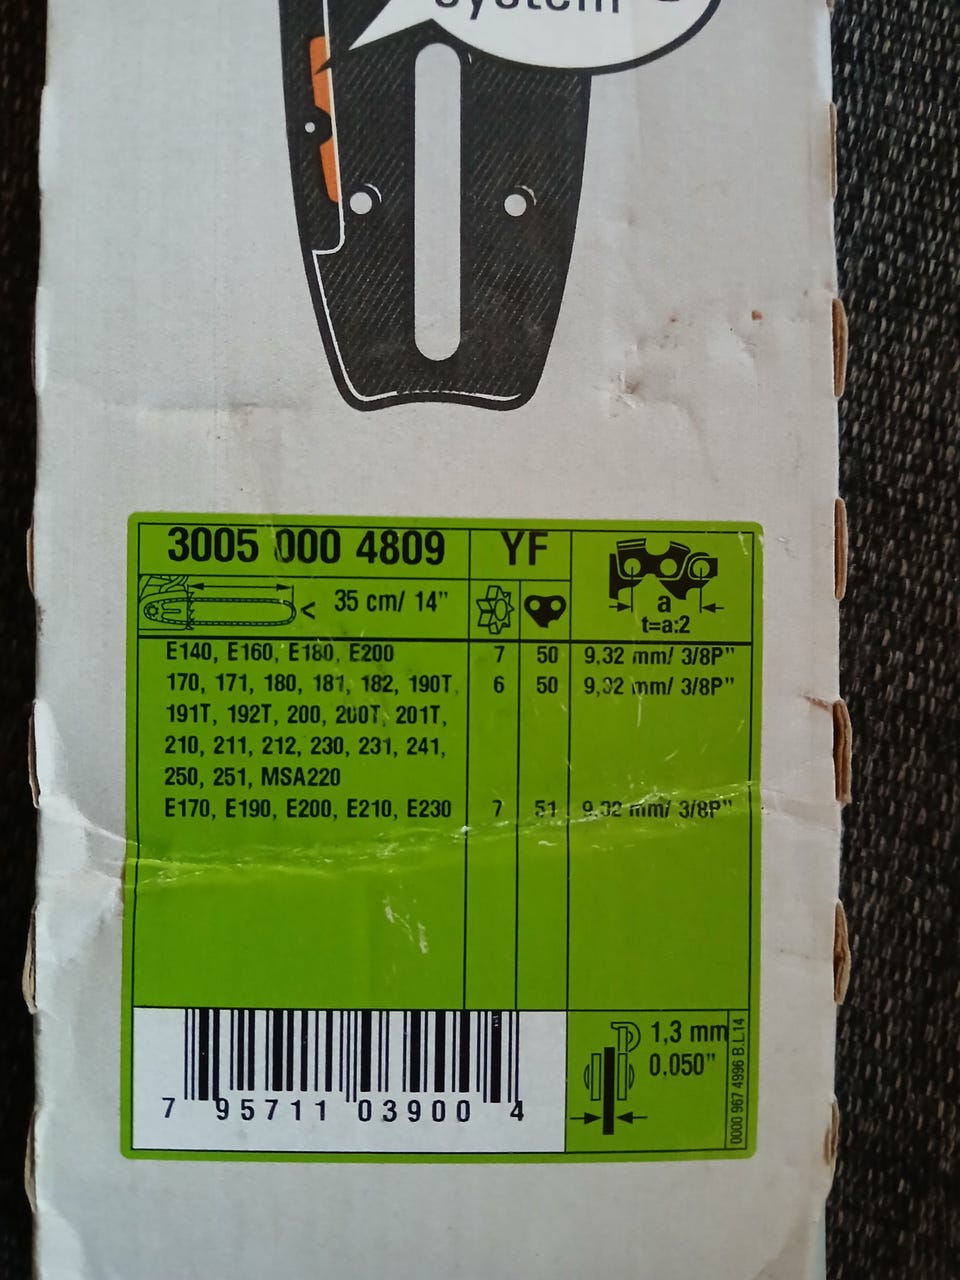 system
3005 000 4809 YF
< 35 cm/ 14" a
t=a:2
E140, E160, E180, E200 7 50 9,32 mm/ 3/8P"
170, 171, 180, 181, 182, 190T, 6 50 9,32 mm/ 3/8P"
191T, 192T, 200, 200T, 201T,
210, 211, 212, 230, 231, 241,
250, 251, MSA220
E170, E190, E200, E210, E230 7 51 9,32 mm/ 3/8P"
1,3 mm
0.050"
0000 967 4996 B.L.14
7 95711 03900 4